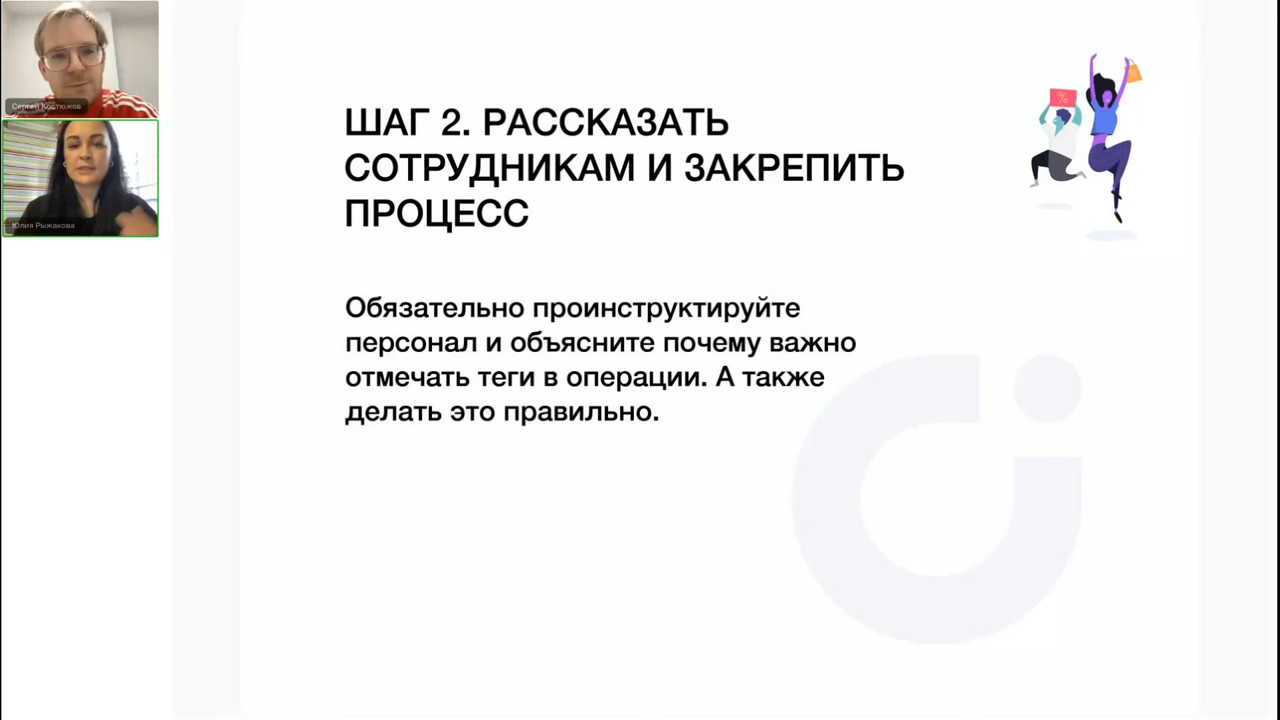 Сергей Костюжов
Юлия Рыжакова
ШАГ 2. РАССКАЗАТЬ
СОТРУДНИКАМ И ЗАКРЕПИТЬ
ПРОЦЕСС
%
Обязательно проинструктируйте
персонал и объясните почему важно
отмечать теги в операции. А также
делать это правильно.